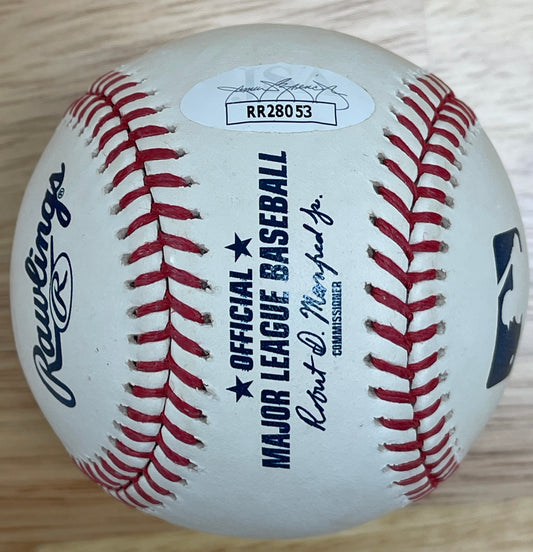 RR28053
Rawlings®
R
★ OFFICIAL ★
MAJOR LEAGUE BASEBALL
Robert D. Manfred Jr.
COMMISSIONER